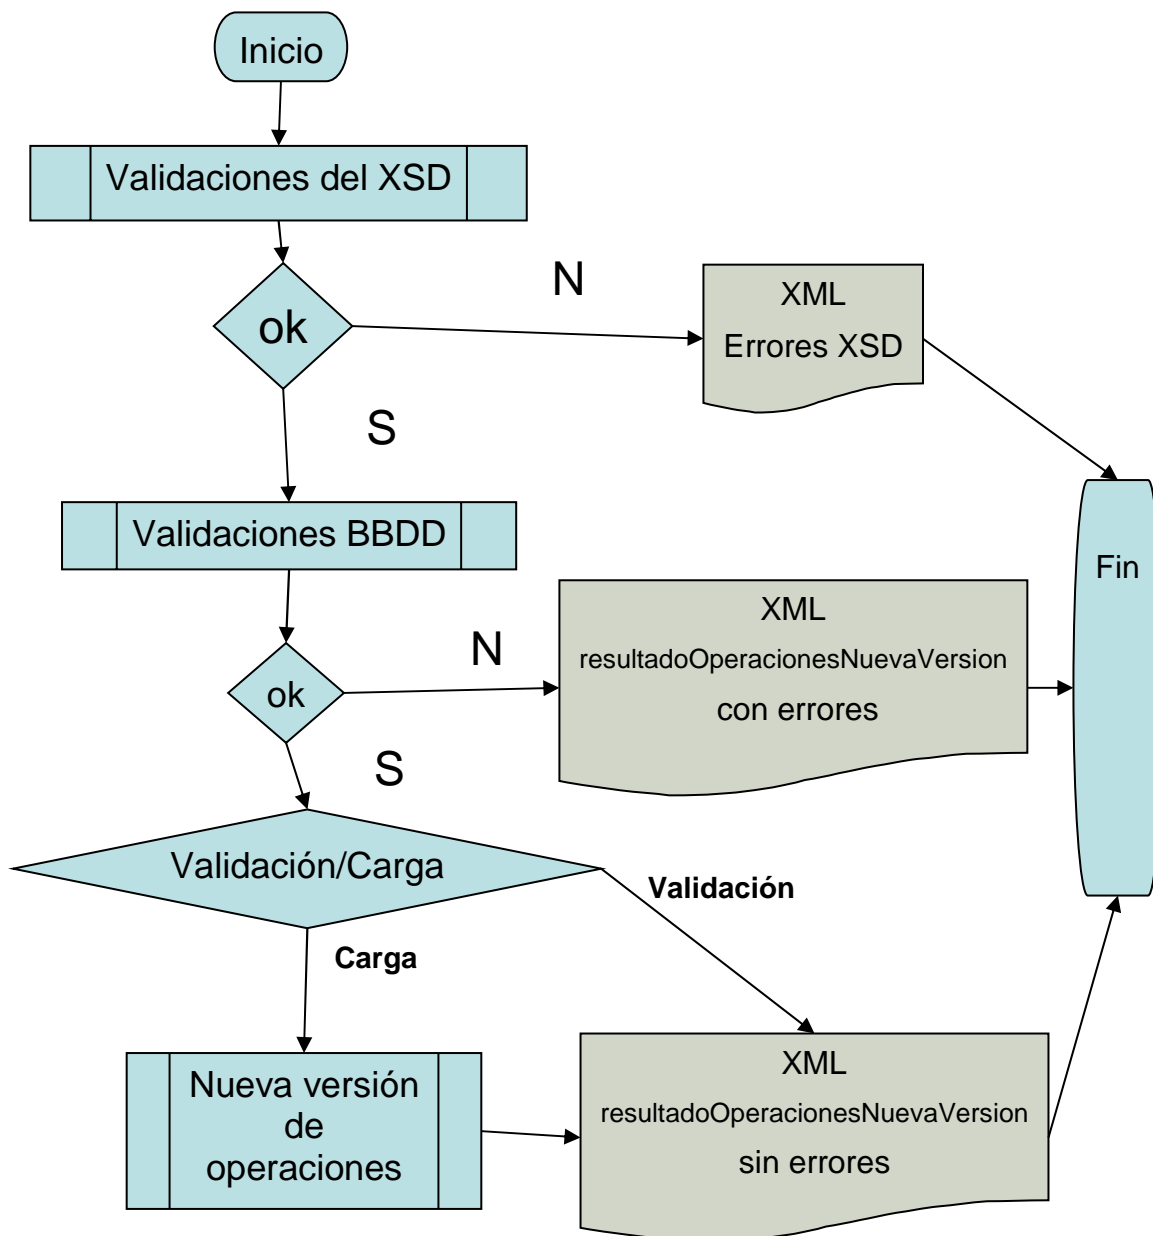 Inicio
Validaciones del XSD
ok
N
XML
Errores XSD
S
Validaciones BBDD
Fin
ok
N
XML
resultadoOperacionesNuevaVersion
con errores
S
Validación/Carga
Validación
Carga
Nueva versión
de
operaciones
XML
resultadoOperacionesNuevaVersion
sin errores